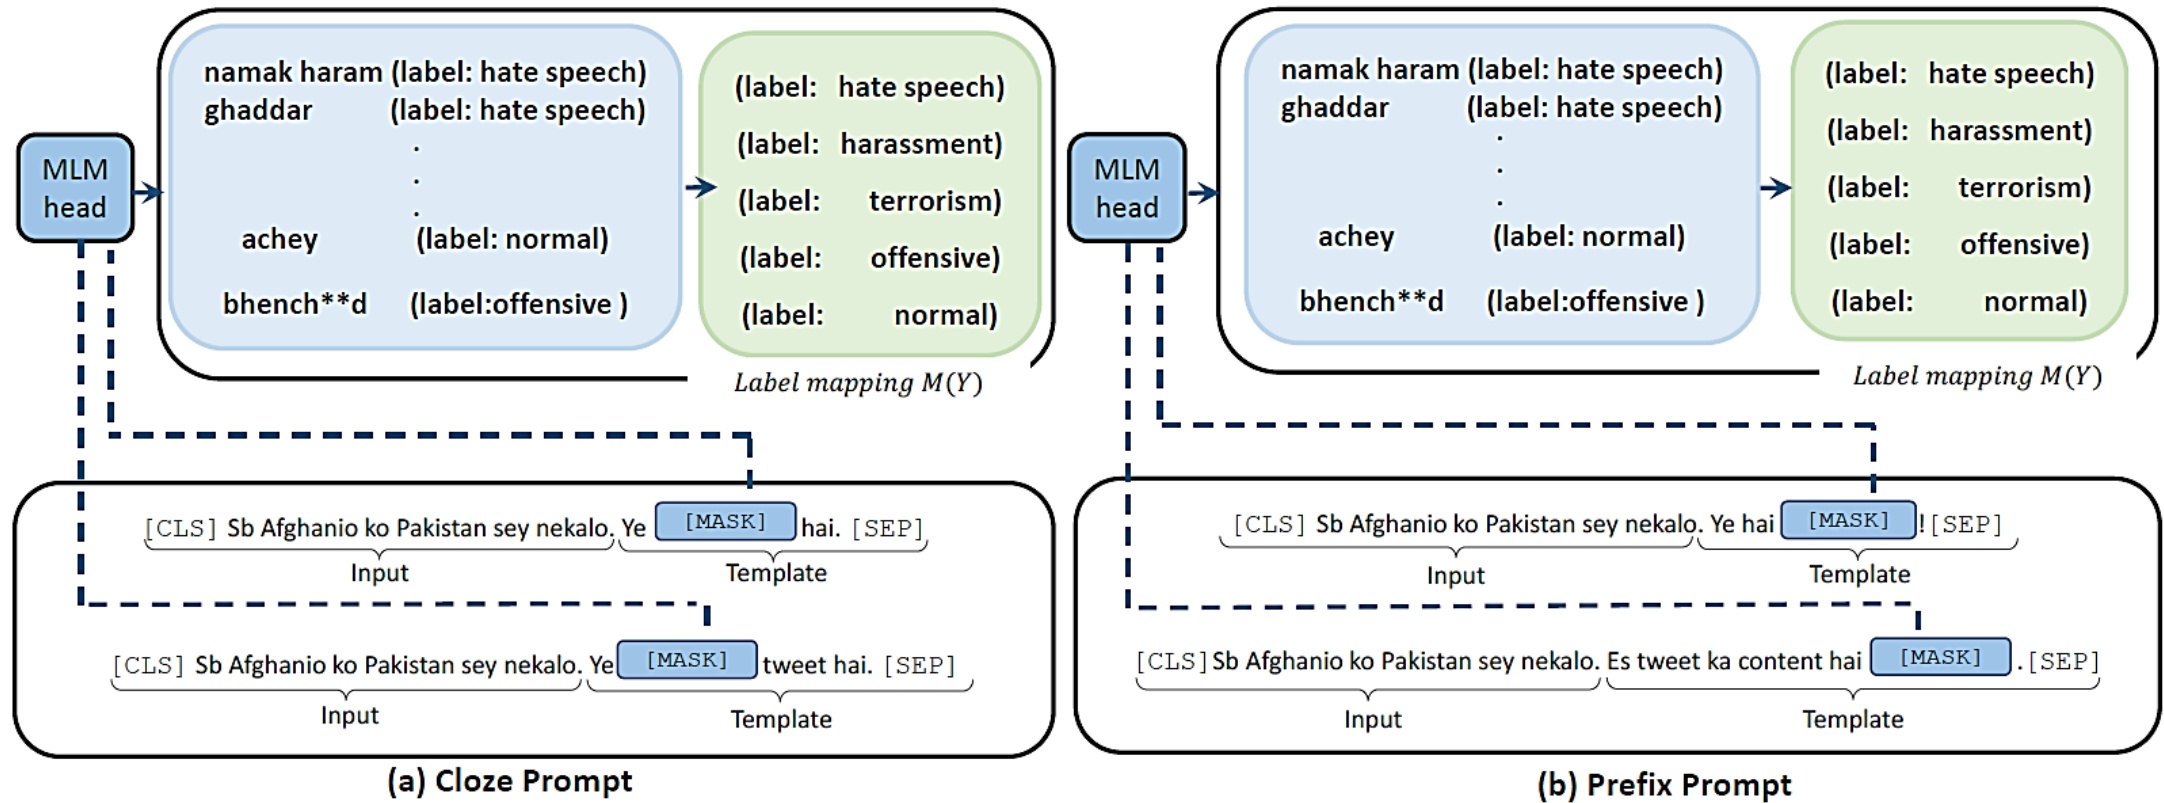 MLM
head
namak haram (label: hate speech)
ghaddar (label: hate speech)
.
.
.
achey (label: normal)
bhench**d (label:offensive )
(label: hate speech)
(label: harassment)
(label: terrorism)
(label: offensive)
(label: normal)
Label mapping M(Y)
[CLS] Sb Afghanio ko Pakistan sey nekalo. Ye [MASK] hai. [SEP]
Input Template
[CLS] Sb Afghanio ko Pakistan sey nekalo. Ye [MASK] tweet hai. [SEP]
Input Template
(a) Cloze Prompt
MLM
head
namak haram (label: hate speech)
ghaddar (label: hate speech)
.
.
.
achey (label: normal)
bhench**d (label:offensive )
(label: hate speech)
(label: harassment)
(label: terrorism)
(label: offensive)
(label: normal)
Label mapping M(Y)
[CLS] Sb Afghanio ko Pakistan sey nekalo. Ye hai [MASK] ! [SEP]
Input Template
[CLS] Sb Afghanio ko Pakistan sey nekalo. Es tweet ka content hai [MASK] . [SEP]
Input Template
(b) Prefix Prompt